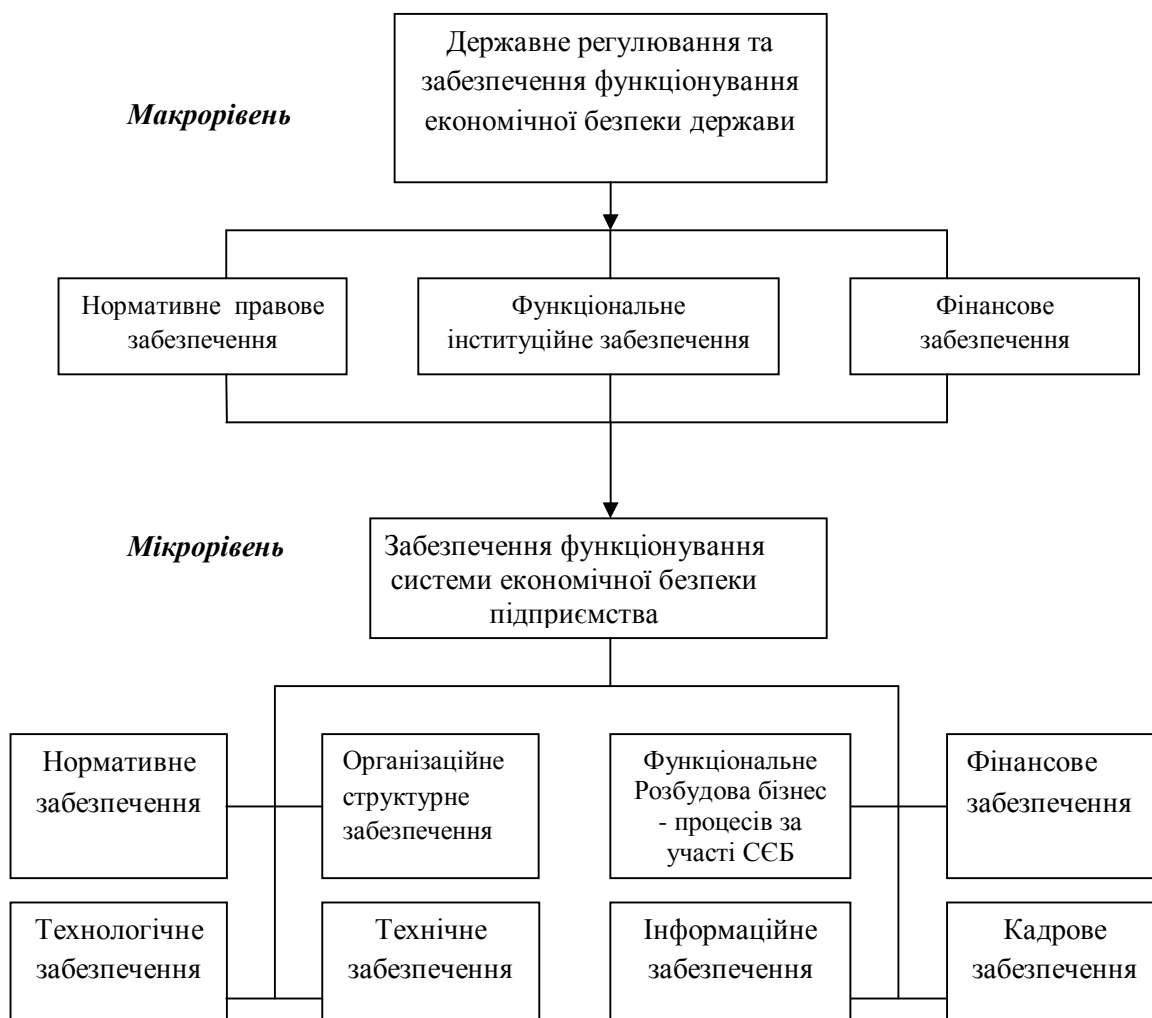 Державне регулювання та
забезпечення функціонування
економічної безпеки держави
Макрорівень
Нормативне правове
забезпечення
Функціональне
інституційне забезпечення
Фінансове
забезпечення
Мікрорівень
Забезпечення функціонування
системи економічної безпеки
підприємства
Нормативне
забезпечення
Організаційне
структурне
забезпечення
Функціональне
Розбудова бізнес
- процесів за
участі СЄБ
Фінансове
забезпечення
Технологічне
забезпечення
Технічне
забезпечення
Інформаційне
забезпечення
Кадрове
забезпечення